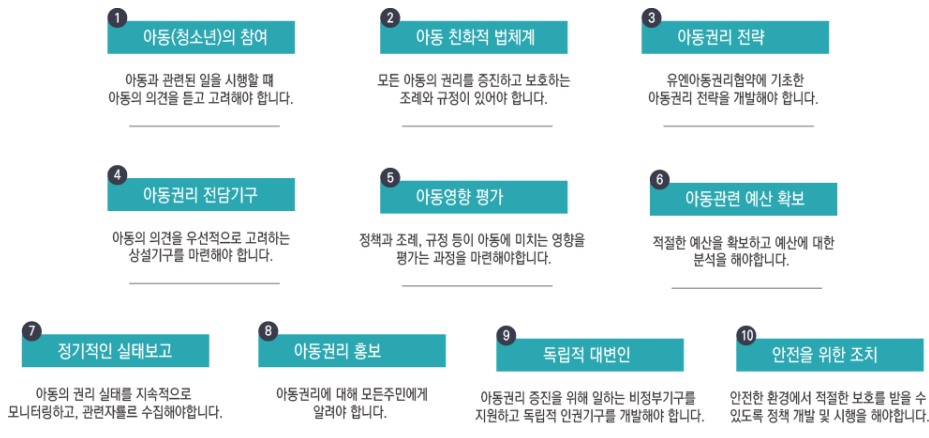 1
아동(청소년)의 참여
아동과 관련된 일을 시행할 떄
아동의 의견을 듣고 고려해야 합니다.
2
아동 친화적 법체계
모든 아동의 권리를 증진하고 보호하는
조례와 규정이 있어야 합니다.
3
아동권리 전략
유엔아동권리협약에 기초한
아동권리 전략을 개발해야 합니다.
4
아동권리 전담기구
아동의 의견을 우선적으로 고려하는
상설기구를 마련해야 합니다.
5
아동영향 평가
정책과 조례, 규정 등이 아동에 미치는 영향을
평가는 과정을 마련해야합니다.
6
아동관련 예산 확보
적절한 예산을 확보하고 예산에 대한
분석을 해야합니다.
7
정기적인 실태보고
아동의 권리 실태를 지속적으로
모니터링하고, 관련자률르 수집해야합니다.
8
아동권리 홍보
아동권리에 대해 모든주민에게
알려야 합니다.
9
독립적 대변인
아동권리 증진을 위해 일하는 비정부기구를
지원하고 독립적 인권기구를 개발해야 합니다.
10
안전을 위한 조치
안전한 환경에서 적절한 보호를 받을 수
있도록 정책 개발 및 시행을 해야합니다.